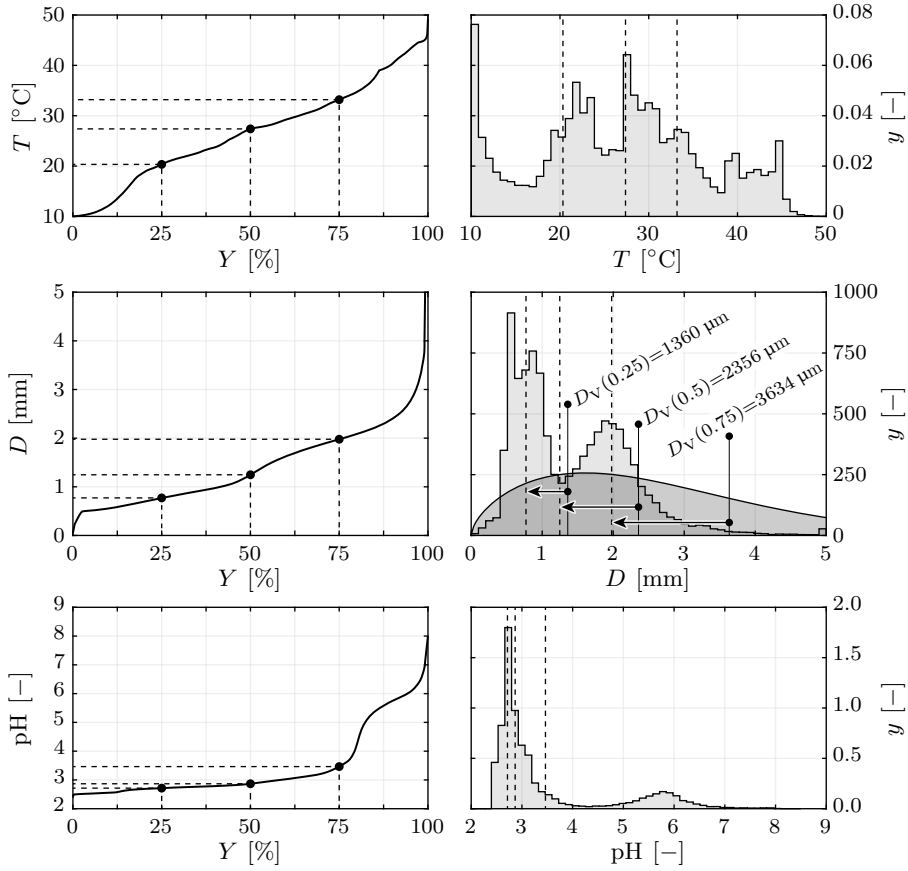 50
40
30
20
10
T [°C]
0 25 50 75 100
Y [%]
0.08
0.06
0.04
0.02
0
y [−]
10 20 30 40 50
T [°C]
5
4
3
2
1
0
D [mm]
0 25 50 75 100
Y [%]
1000
750
500
250
0
y [−]
Dv(0.25)=1360 µm
Dv(0.5)=2356 µm
Dv(0.75)=3634 µm
0 1 2 3 4 5
D [mm]
9
8
7
6
5
4
3
2
pH [−]
0 25 50 75 100
Y [%]
2.0
1.5
1.0
0.5
0.0
y [−]
2 3 4 5 6 7 8 9
pH [−]